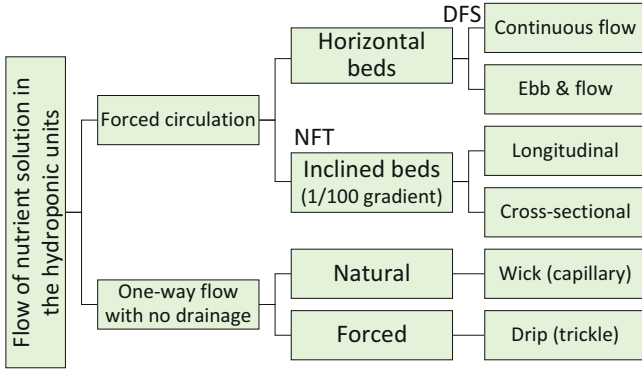 Flow of nutrient solution in
the hydroponic units
Forced circulation
One-way flow
with no drainage
Horizontal
beds
NFT
Inclined beds
(1/100 gradient)
Natural
Forced
DFS
Continuous flow
Ebb & flow
Longitudinal
Cross-sectional
Wick (capillary)
Drip (trickle)